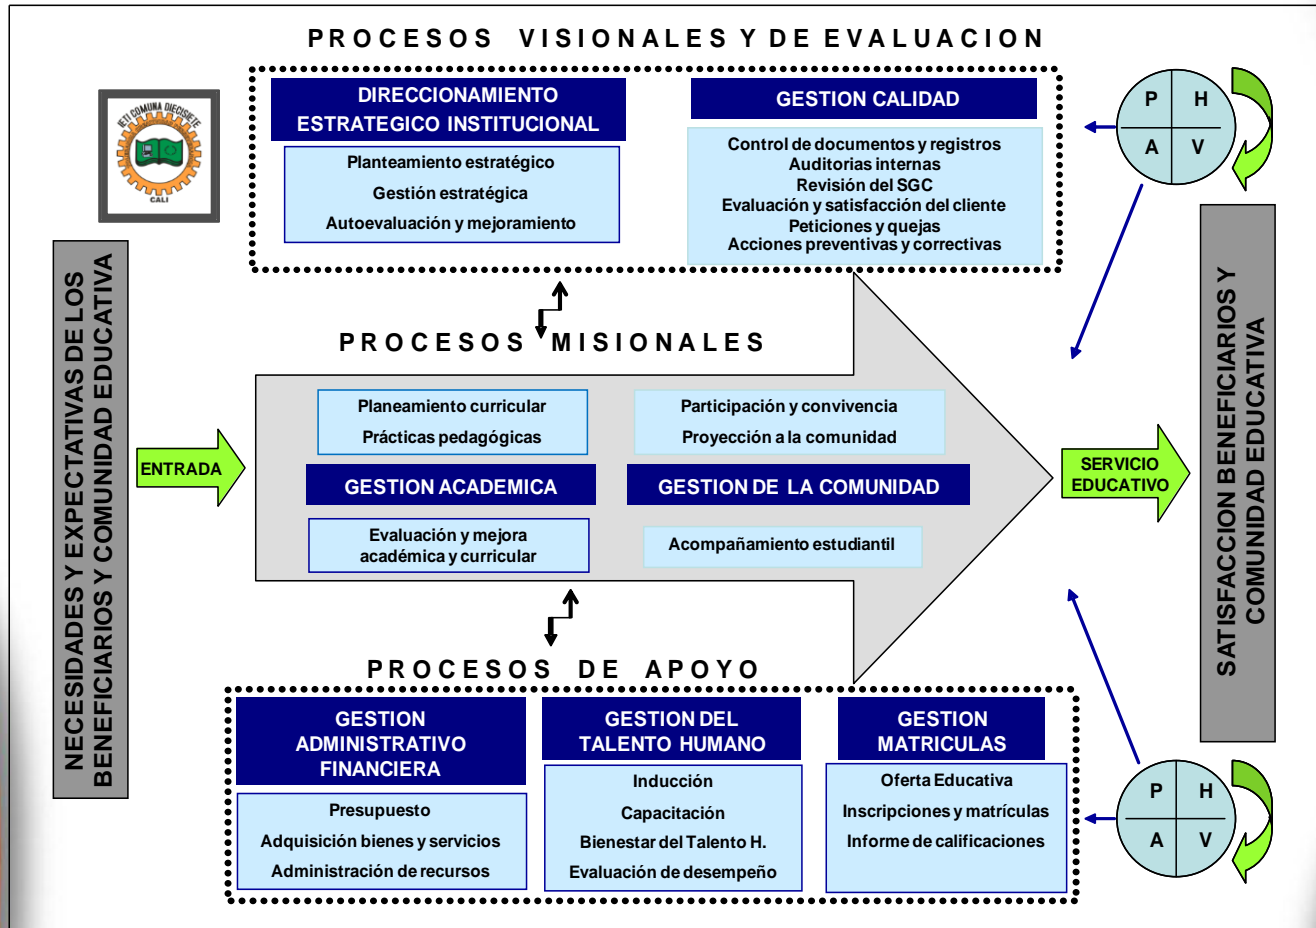 PROCESOS VISIONALES Y DE EVALUACION
IETI COMUNA DIECISIETE
CALI
DIRECCIONAMIENTO
ESTRATEGICO INSTITUCIONAL
Planteamiento estratégico
Gestión estratégica
Autoevaluación y mejoramiento
GESTION CALIDAD
Control de documentos y registros
Auditorias internas
Revisión del SGC
Evaluación y satisfacción del cliente
Peticiones y quejas
Acciones preventivas y correctivas
P H
A V
NECESIDADES Y EXPECTATIVAS DE LOS
BENEFICIARIOS Y COMUNIDAD EDUCATIVA
ENTRADA
PROCESOS MISIONALES
Planeamiento curricular
Prácticas pedagógicas
GESTION ACADEMICA
Evaluación y mejora
académica y curricular
Participación y convivencia
Proyección a la comunidad
GESTION DE LA COMUNIDAD
Acompañamiento estudiantil
SERVICIO
EDUCATIVO
SATISFACCION BENEFICIARIOS Y
COMUNIDAD EDUCATIVA
PROCESOS DE APOYO
GESTION
ADMINISTRATIVO
FINANCIERA
Presupuesto
Adquisición bienes y servicios
Administración de recursos
GESTION DEL
TALENTO HUMANO
Inducción
Capacitación
Bienestar del Talento H.
Evaluación de desempeño
GESTION
MATRICULAS
Oferta Educativa
Inscripciones y matrículas
Informe de calificaciones
P H
A V